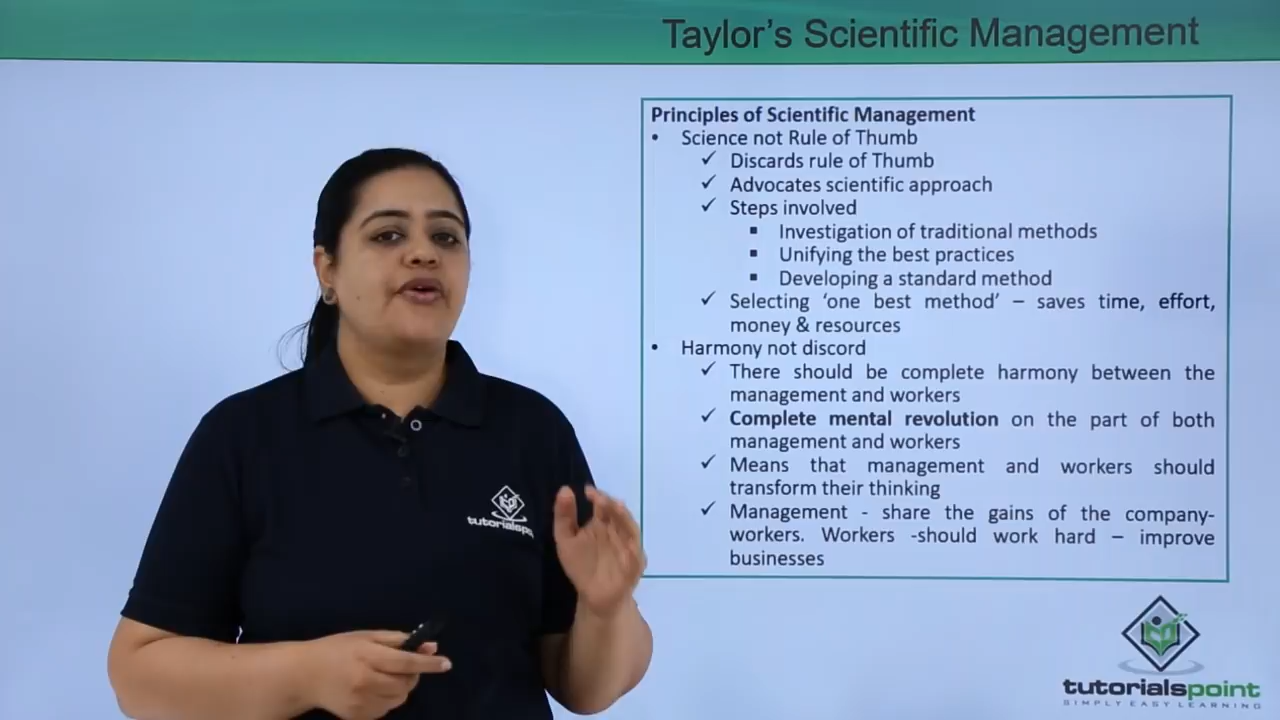 Taylor's Scientific Management
Principles of Scientific Management
• Science not Rule of Thumb
✓ Discards rule of Thumb
✓ Advocates scientific approach
✓ Steps involved
▪ Investigation of traditional methods
▪ Unifying the best practices
▪ Developing a standard method
✓ Selecting 'one best method' – saves time, effort,
money & resources
• Harmony not discord
✓ There should be complete harmony between the
management and workers
✓ Complete mental revolution on the part of both
management and workers
✓ Means that management and workers should
transform their thinking
✓ Management - share the gains of the company-
workers. Workers -should work hard – improve
businesses
tutorialspoint
tutorialspoint
SIMPLY EASY LEARNING